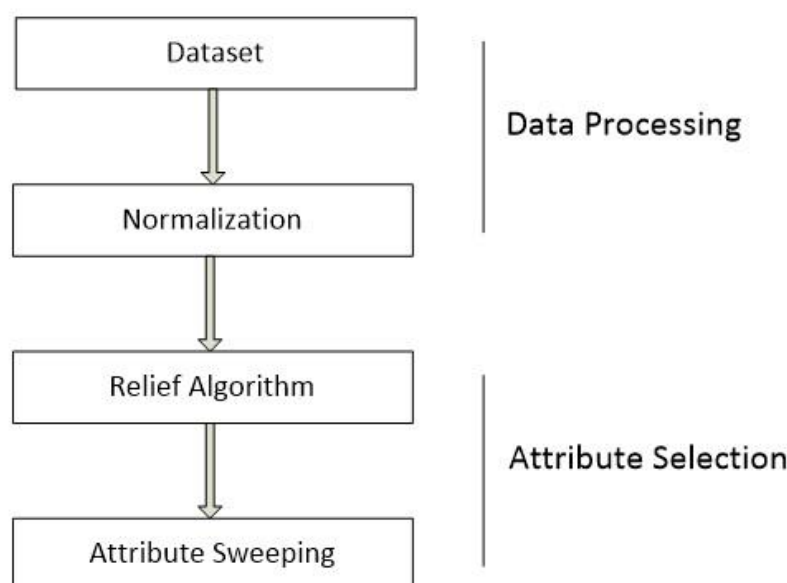 Dataset
Data Processing
Normalization
Relief Algorithm
Attribute Selection
Attribute Sweeping